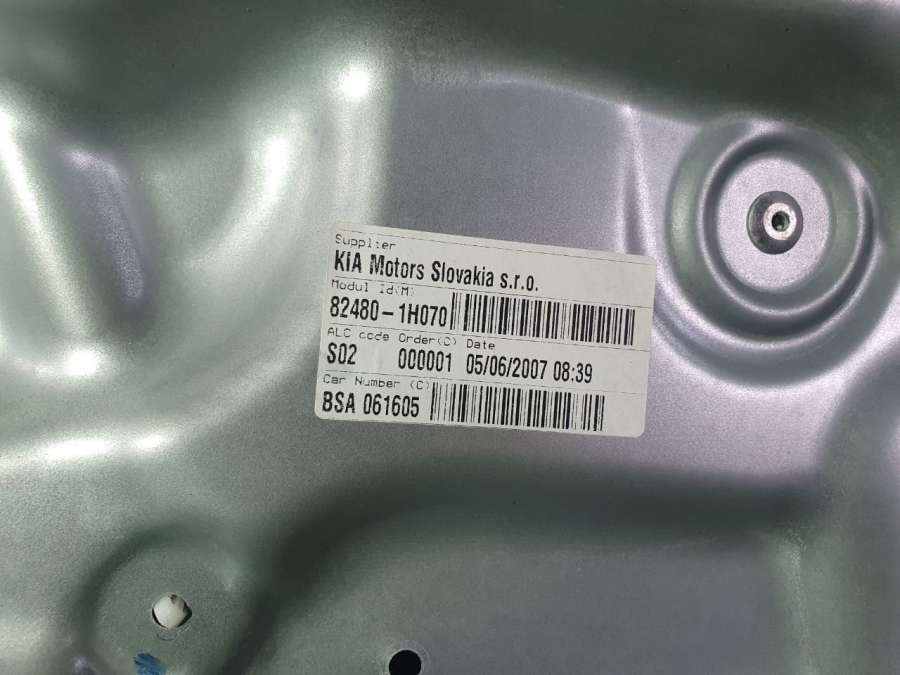 Supplier
KIA Motors Slovakia s.r.o.
Modul Id(M)
82480-1H070
ALC code Order(C) Date
S02 000001 05/06/2007 08:39
Car Number (C)
BSA 061605